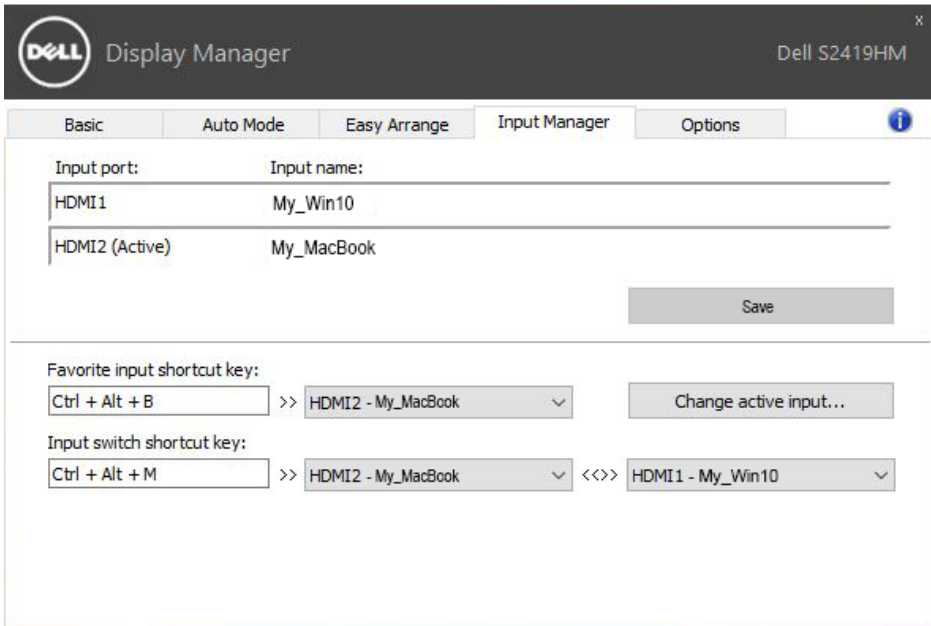 x
DELL Display Manager Dell S2419HM
Basic Auto Mode Easy Arrange Input Manager Options i
Input port: Input name:
HDMI1 My_Win10
HDMI2 (Active) My_MacBook
Save
Favorite input shortcut key:
Ctrl + Alt + B >> HDMI2 - My_MacBook Change active input...
Input switch shortcut key:
Ctrl + Alt + M >> HDMI2 - My_MacBook <<>> HDMI1 - My_Win10